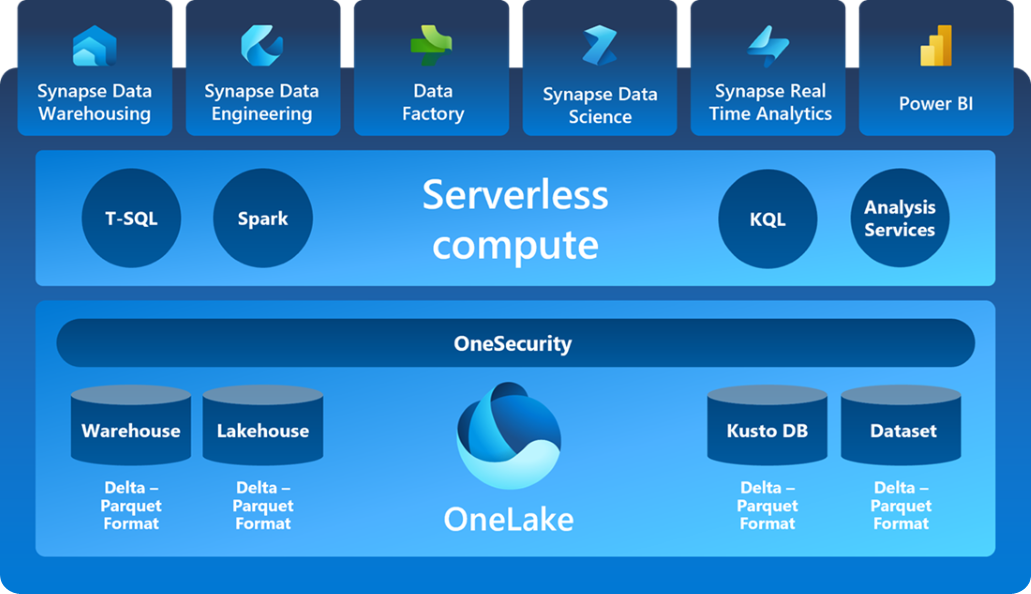 Synapse Data
Warehousing
Synapse Data
Engineering
Data
Factory
Synapse Data
Science
Synapse Real
Time Analytics
Power BI
T-SQL
Spark
Serverless
compute
KQL
Analysis
Services
OneSecurity
Warehouse
Lakehouse
Kusto DB
Dataset
Delta –
Parquet
Format
Delta –
Parquet
Format
OneLake
Delta –
Parquet
Format
Delta –
Parquet
Format